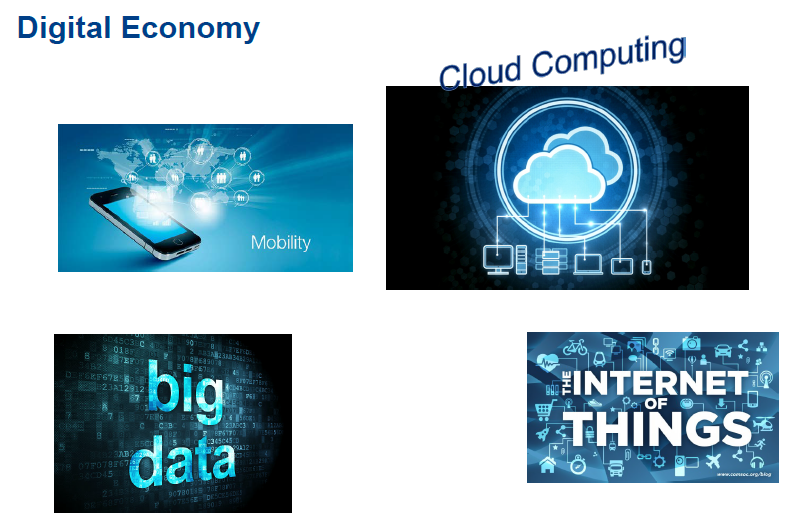 Digital Economy
Cloud Computing
Mobility
big
data
THE INTERNET
OF
THINGS
www.comsoc.org/blog